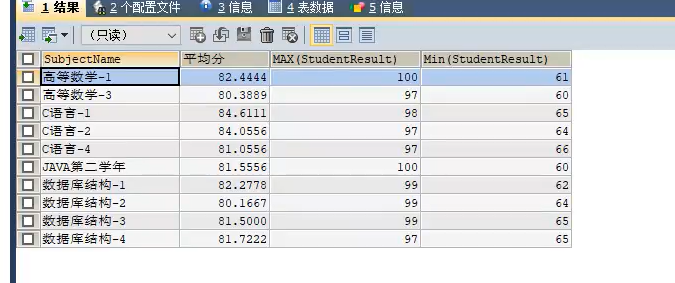 1 结果 2 个配置文件 3 信息 4 表数据 5 信息
（只读）
SubjectName 平均分 MAX(StudentResult) Min(StudentResult)
高等数学-1 82.4444 100 61
高等数学-3 80.3889 97 60
C语言-1 84.6111 98 65
C语言-2 84.0556 97 64
C语言-4 81.0556 97 66
JAVA第二学年 81.5556 100 60
数据库结构-1 82.2778 99 62
数据库结构-2 80.1667 99 64
数据库结构-3 81.5000 99 65
数据库结构-4 81.7222 97 65